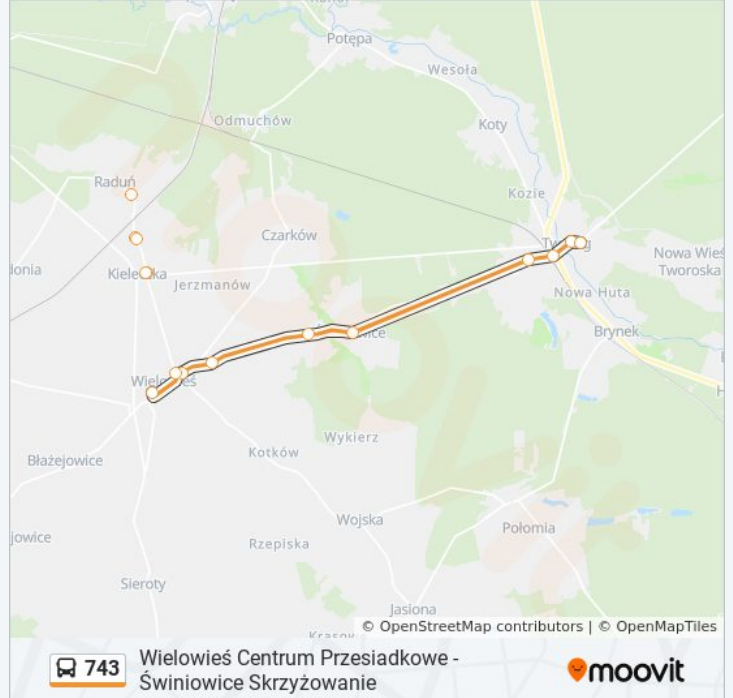 Potępa
Wesoła
Odmuchów
Koty
Raduń
Kozie
Czarków
Nowa Wieś
Tworoska
Jerzmanów
Nowa Huta
Brynek
Wykierz
Kotków
Błażejowice
Wojska
Połomia
Rzepiska
Sieroty
Jasiona
© OpenStreetMap contributors | © OpenMapTiles
743
Wielowieś Centrum Przesiadkowe -
Świniowice Skrzyżowanie
moovit